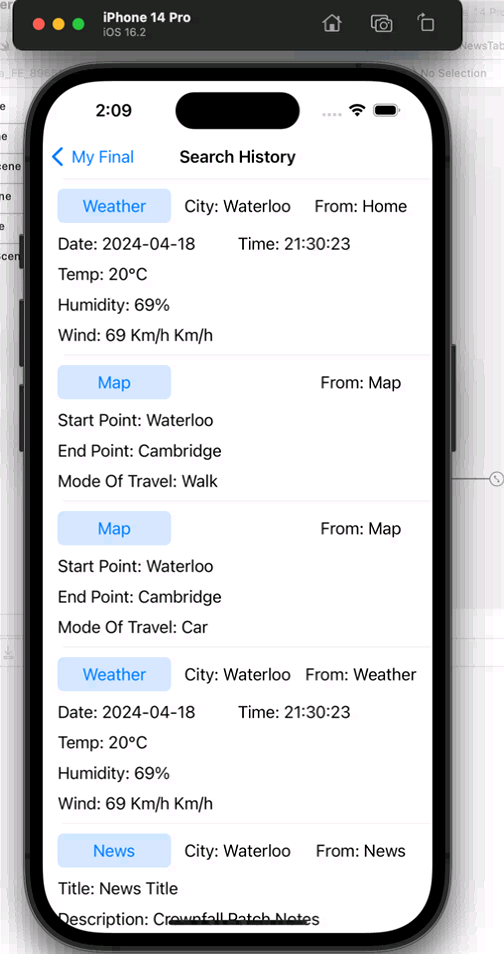 iPhone 14 Pro
iOS 16.2
NewsTab
No Selection
2:09
My Final Search History
Weather City: Waterloo From: Home
Date: 2024-04-18 Time: 21:30:23
Temp: 20°C
Humidity: 69%
Wind: 69 Km/h Km/h
Map From: Map
Start Point: Waterloo
End Point: Cambridge
Mode Of Travel: Walk
Map From: Map
Start Point: Waterloo
End Point: Cambridge
Mode Of Travel: Car
Weather City: Waterloo From: Weather
Date: 2024-04-18 Time: 21:30:23
Temp: 20°C
Humidity: 69%
Wind: 69 Km/h Km/h
News City: Waterloo From: News
Title: News Title
Description: Crownfall Patch Notes